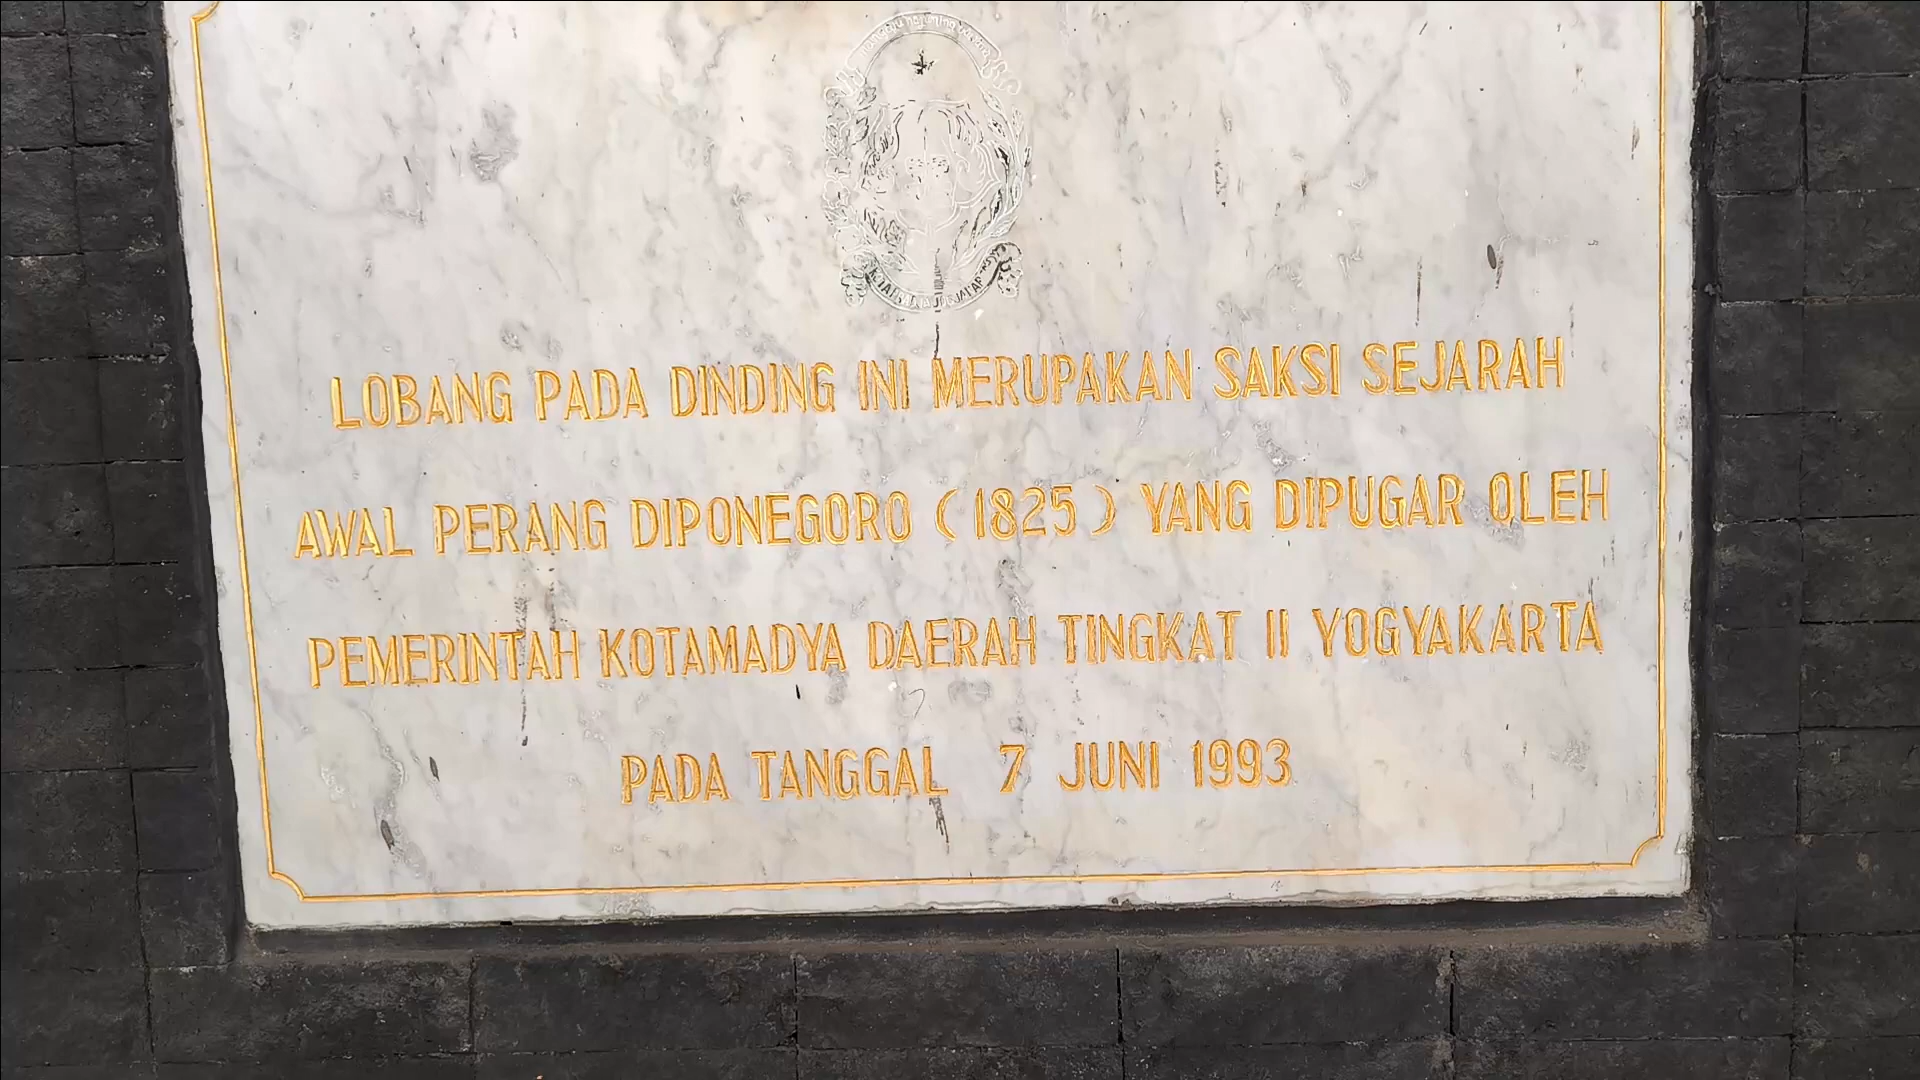 LOBANG PADA DINDING INI MERUPAKAN SAKSI SEJARAH
AWAL PERANG DIPONEGORO (1825) YANG DIPUGAR OLEH
PEMERINTAH KOTAMADYA DAERAH TINGKAT II YOGYAKARTA
PADA TANGGAL 7 JUNI 1993